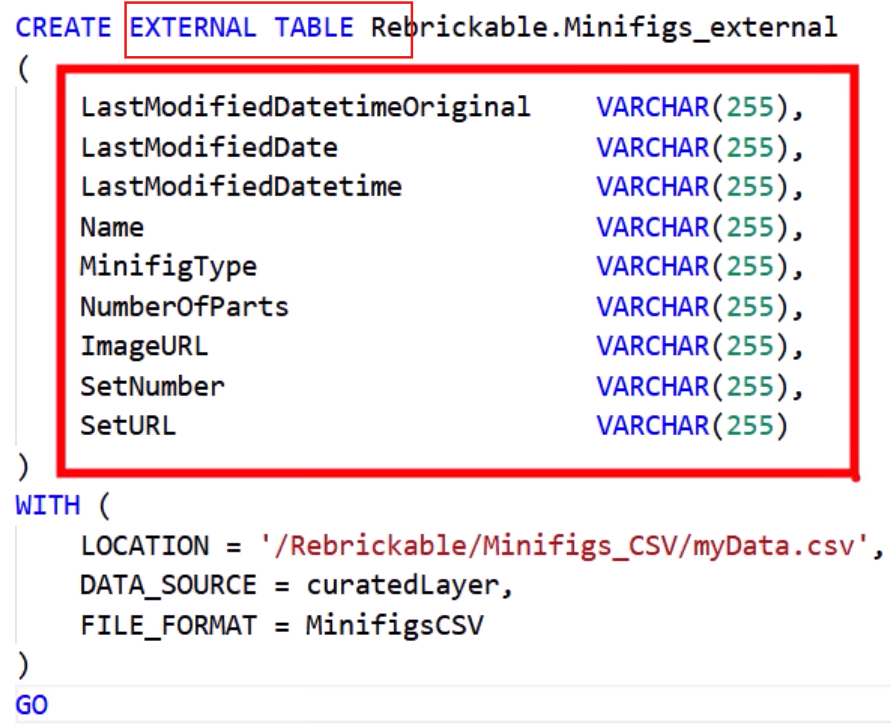 CREATE EXTERNAL TABLE Rebrickable.Minifigs_external
(
LastModifiedDatetimeOriginal VARCHAR(255),
LastModifiedDate VARCHAR(255),
LastModifiedDatetime VARCHAR(255),
Name VARCHAR(255),
MinifigType VARCHAR(255),
NumberOfParts VARCHAR(255),
ImageURL VARCHAR(255),
SetNumber VARCHAR(255),
SetURL VARCHAR(255)
)
WITH (
LOCATION = '/Rebrickable/Minifigs_CSV/myData.csv',
DATA_SOURCE = curatedLayer,
FILE_FORMAT = MinifigsCSV
)
GO